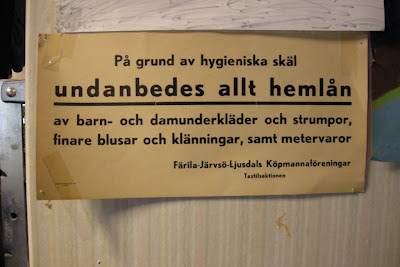 På grund av hygieniska skäl
undanbedes allt hemlån
av barn- och damunderkläder och strumpor,
finare blusar och klänningar, samt metervaror
Färila-Järvsö-Ljusdals Köpmannaföreningar
Textilsektionen